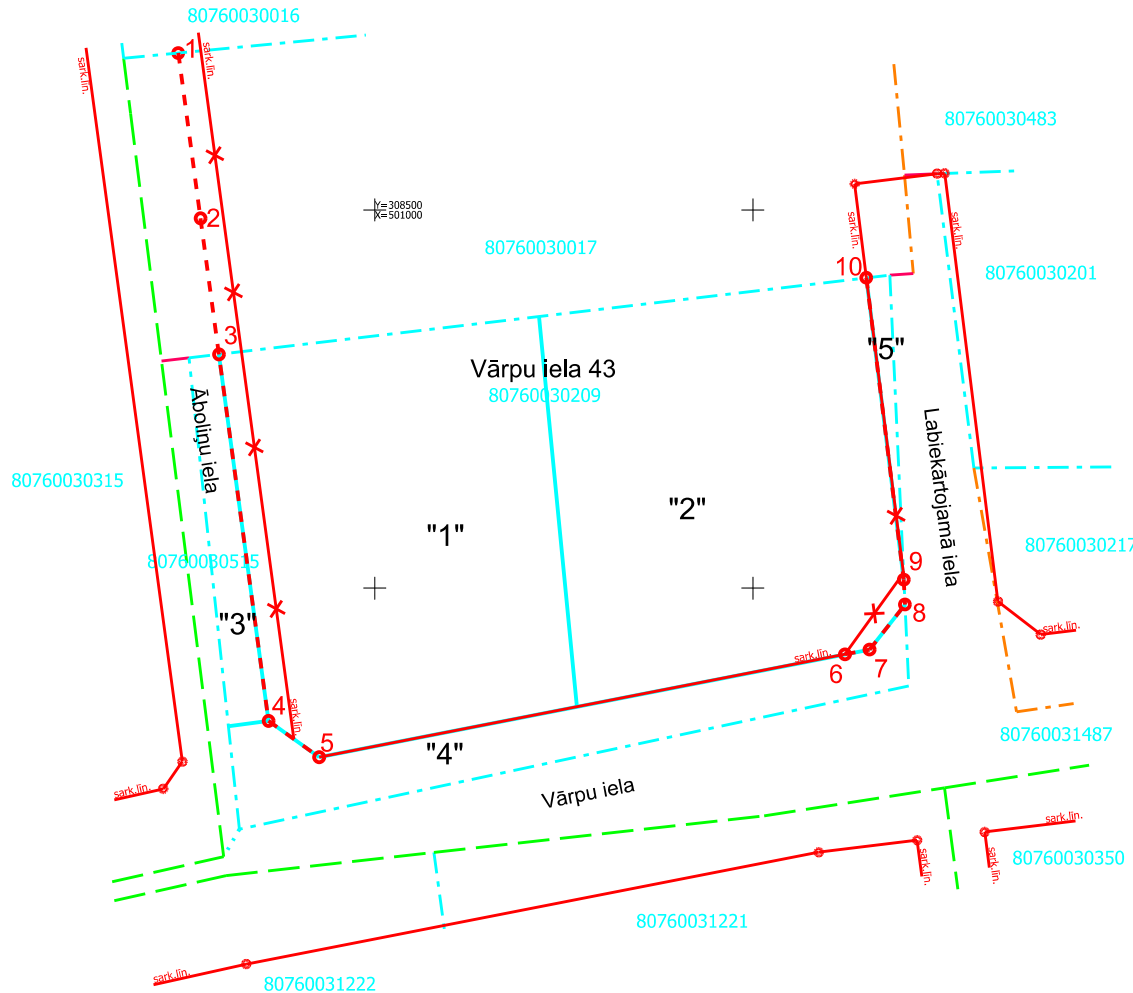 80760030016
1
sark.līn.
sark.līn.
80760030483
2
Y=308500
X=501000
sark.līn.
sark.līn.
80760030017
10
80760030201
3
"5"
Vārpu iela 43
80760030209
Āboliņu iela
Labiekārtojamā iela
80760030315
"2"
"1"
80760030217
80760030515
9
8
"3"
sark.līn.
sark.līn.
6
7
4
sark.līn.
5
"4"
80760031487
Vārpu iela
sark.līn.
sark.līn.
sark.līn.
sark.līn.
80760030350
80760031221
sark.līn.
80760031222